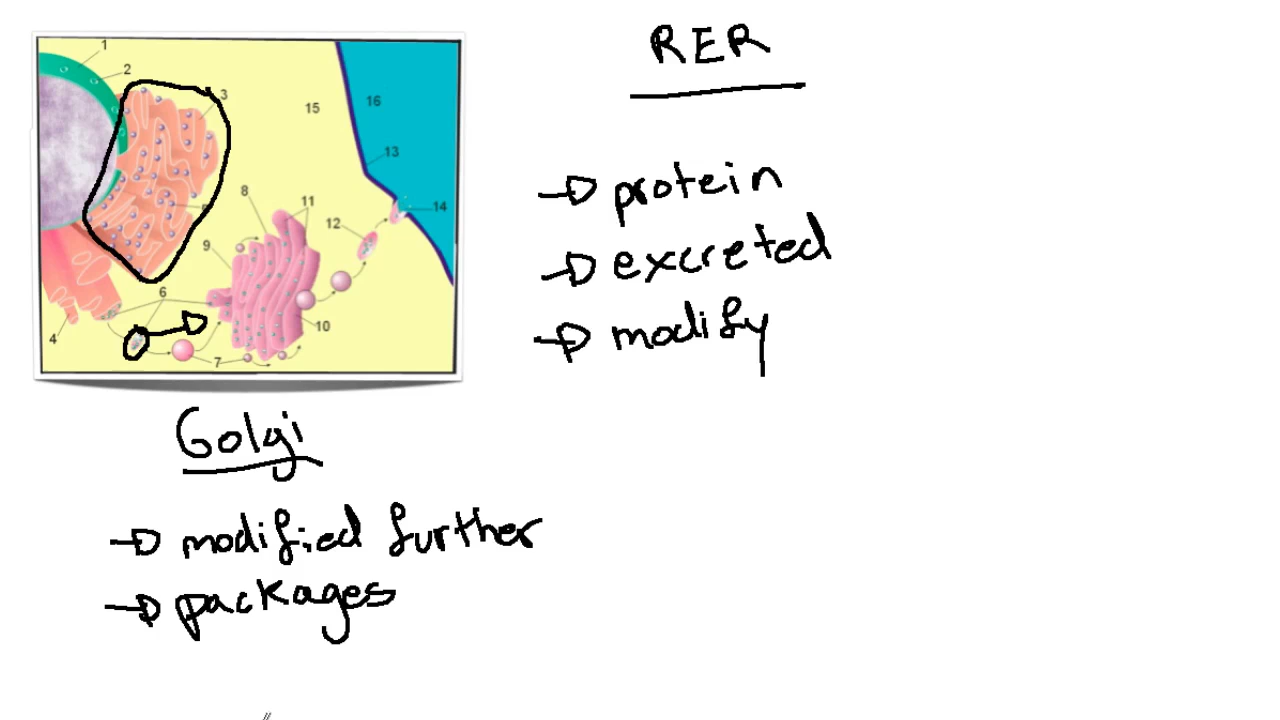 RER
1
2
3
15
16
13
→ protein
5
8
11
14
12
→ excreted
9
6
→ modify
4
10
7
Golgi
→ modified further
→ packages